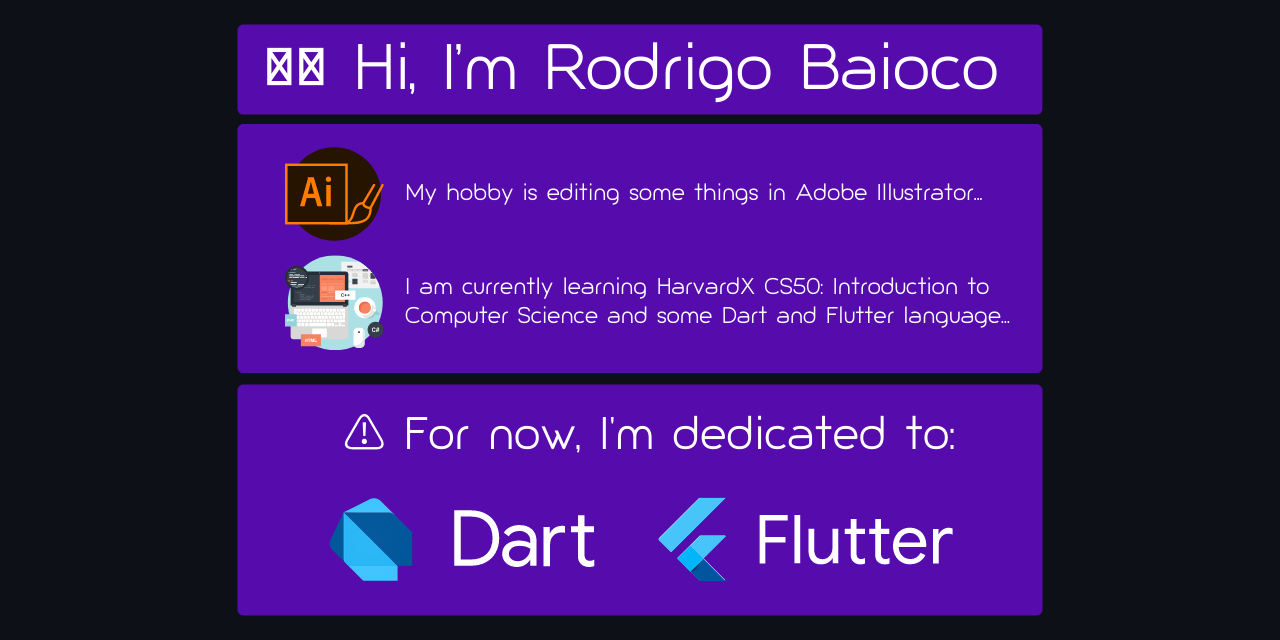 Hi, I'm Rodrigo Baioco
Ai
My hobby is editing some things in Adobe Illustrator...
C++
C#
HTML
I am currently learning HarvardX CS50: Introduction to
Computer Science and some Dart and Flutter language...
For now, I'm dedicated to:
Dart
Flutter